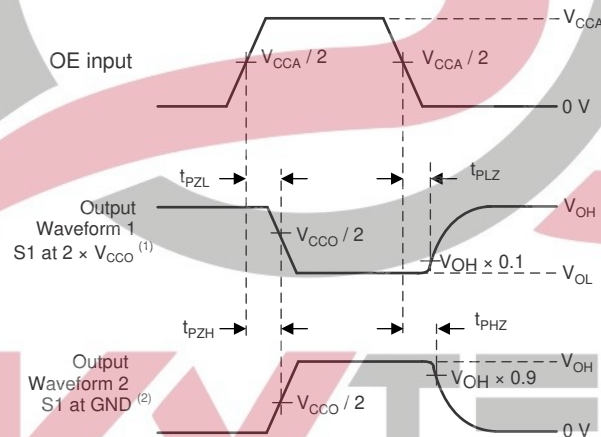 V_CCA
OE input
V_CCA / 2
V_CCA / 2
0 V
t_PZL
t_PLZ
Output
Waveform 1
S1 at 2 × V_CCO (1)
V_OH
V_CCO / 2
V_OH × 0.1
V_OL
t_PZH
t_PHZ
Output
Waveform 2
S1 at GND (2)
V_OH
V_OH × 0.9
V_CCO / 2
0 V